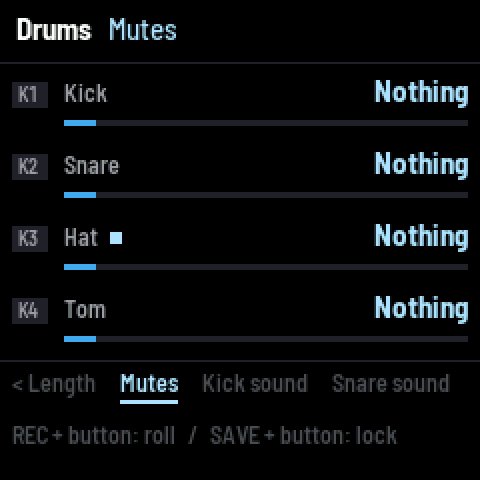 Drums Mutes
K1 Kick Nothing
K2 Snare Nothing
K3 Hat Nothing
K4 Tom Nothing
< Length Mutes Kick sound Snare sound
REC + button: roll / SAVE + button: lock